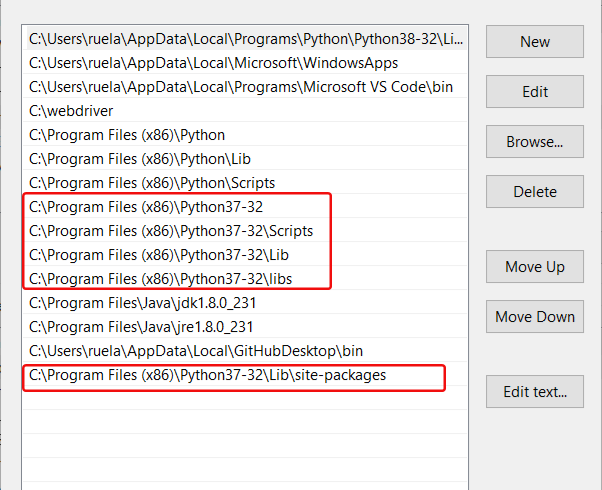 C:\Users\ruela\AppData\Local\Programs\Python\Python38-32\Li...
C:\Users\ruela\AppData\Local\Microsoft\WindowsApps
C:\Users\ruela\AppData\Local\Programs\Microsoft VS Code\bin
C:\webdriver
C:\Program Files (x86)\Python
C:\Program Files (x86)\Python\Lib
C:\Program Files (x86)\Python\Scripts
C:\Program Files (x86)\Python37-32
C:\Program Files (x86)\Python37-32\Scripts
C:\Program Files (x86)\Python37-32\Lib
C:\Program Files (x86)\Python37-32\libs
C:\Program Files\Java\jdk1.8.0_231
C:\Program Files\Java\jre1.8.0_231
C:\Users\ruela\AppData\Local\GitHubDesktop\bin
C:\Program Files (x86)\Python37-32\Lib\site-packages
New
Edit
Browse...
Delete
Move Up
Move Down
Edit text...